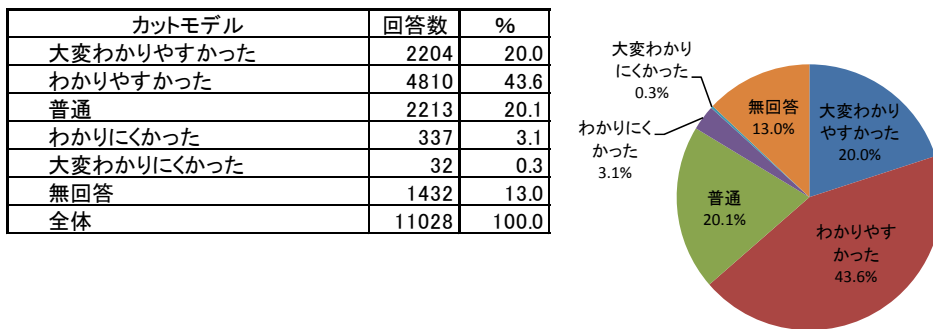 カットモデル 回答数 %
大変わかりやすかった 2204 20.0
わかりやすかった 4810 43.6
普通 2213 20.1
わかりにくかった 337 3.1
大変わかりにくかった 32 0.3
無回答 1432 13.0
全体 11028 100.0
大変わかり
にくかった
0.3%
無回答
13.0%
大変わかり
やすかった
20.0%
わかりにく
かった
3.1%
普通
20.1%
わかりやす
かった
43.6%